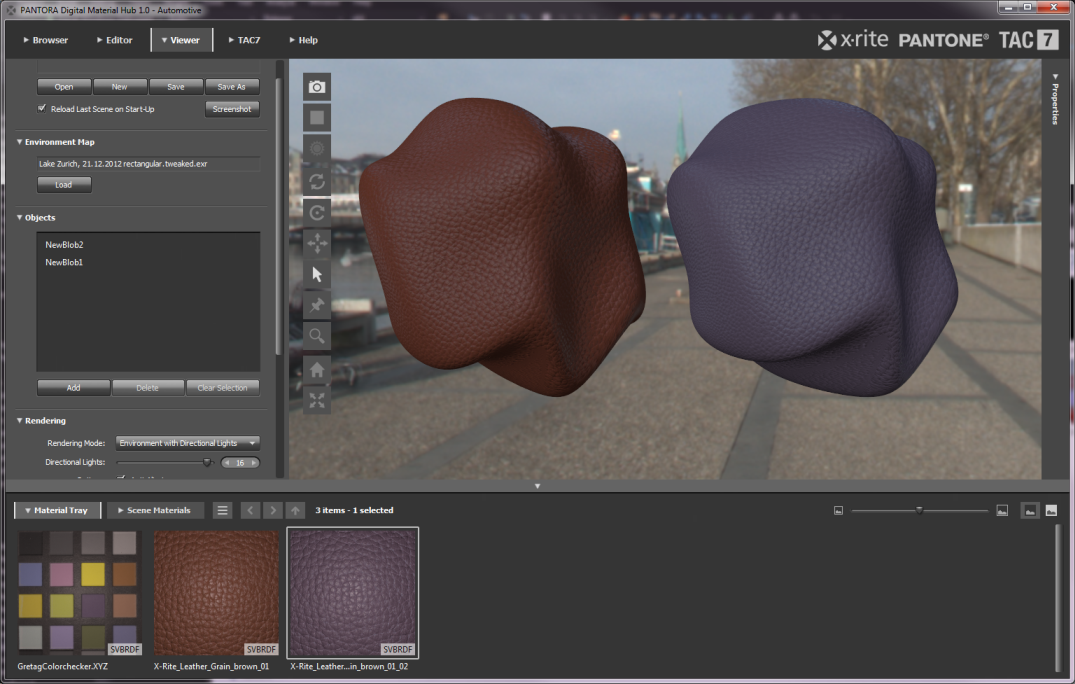 PANTORA Digital Material Hub 1.0 - Automotive
Browser Editor Viewer TAC7 Help
x·rite PANTONE® TAC 7
Open New Save Save As
Reload Last Scene on Start-Up Screenshot
Properties
Environment Map
Lake Zurich, 21.12.2012 rectangular.tweaked.exr
Load
Objects
NewBlob2
NewBlob1
Add Delete Clear Selection
Rendering
Rendering Mode: Environment with Directional Lights
Directional Lights: 16
Material Tray Scene Materials 3 items - 1 selected
SVBRDF SVBRDF SVBRDF
GretagColorchecker.XYZ X-Rite_Leather_Grain_brown_01 X-Rite_Leather...in_brown_01_02